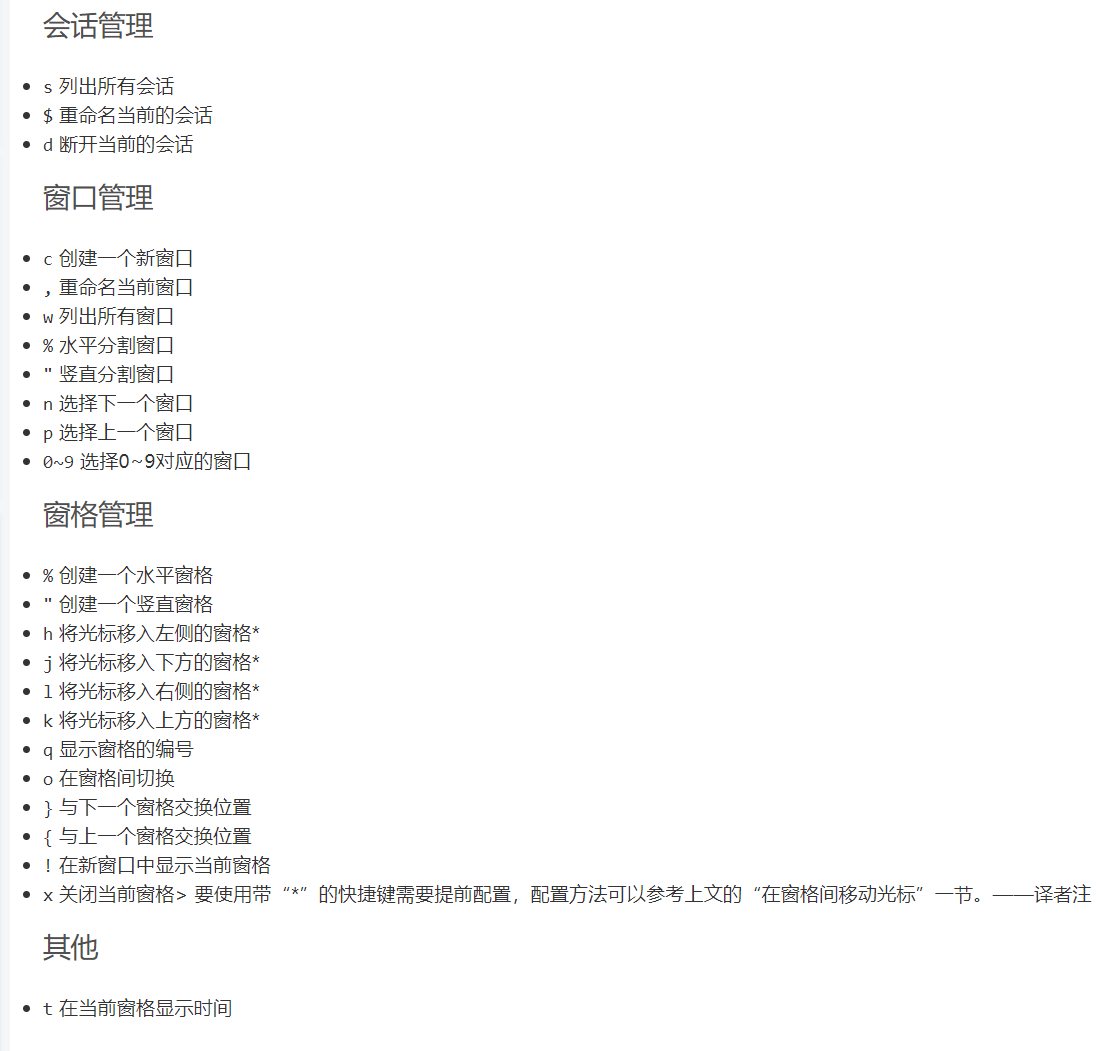 会话管理
s 列出所有会话
$ 重命名当前的会话
d 断开当前的会话
窗口管理
c 创建一个新窗口
, 重命名当前窗口
w 列出所有窗口
% 水平分割窗口
" 竖直分割窗口
n 选择下一个窗口
p 选择上一个窗口
0~9 选择0~9对应的窗口
窗格管理
% 创建一个水平窗格
" 创建一个竖直窗格
h 将光标移入左侧的窗格*
j 将光标移入下方的窗格*
l 将光标移入右侧的窗格*
k 将光标移入上方的窗格*
q 显示窗格的编号
o 在窗格间切换
} 与下一个窗格交换位置
{ 与上一个窗格交换位置
! 在新窗口中显示当前窗格
x 关闭当前窗格> 要使用带“*”的快捷键需要提前配置，配置方法可以参考上文的“在窗格间移动光标”一节。——译者注
其他
t 在当前窗格显示时间